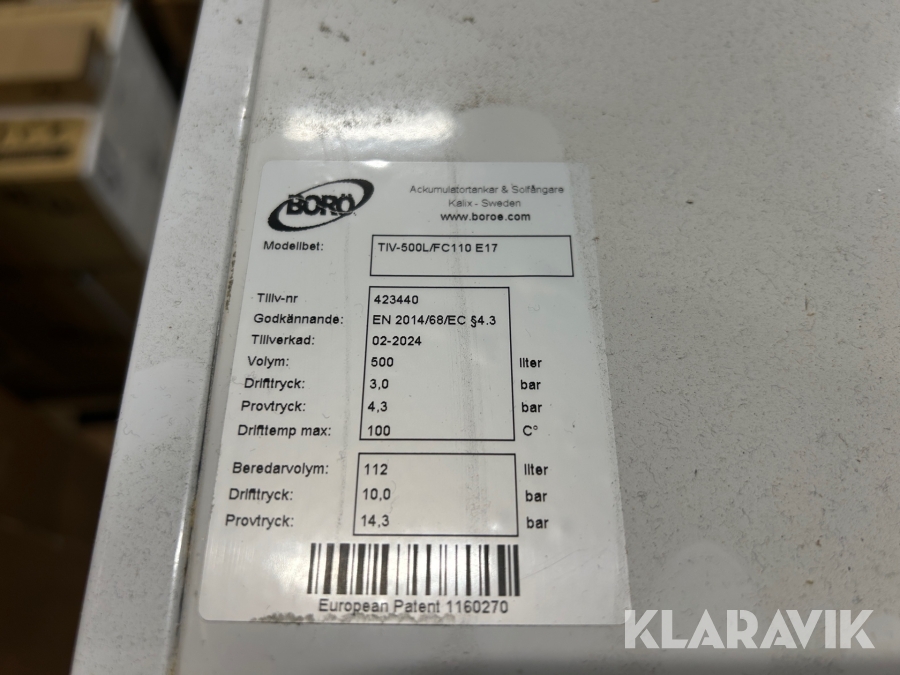 BORÖ
Ackumulatortankar & Solfångare
Kalix - Sweden
www.boroe.com
Modellbet: TIV-500L/FC110 E17
Tillv-nr 423440
Godkännande: EN 2014/68/EC §4.3
Tillverkad: 02-2024
Volym: 500 liter
Drifttryck: 3,0 bar
Provtryck: 4,3 bar
Drifttemp max: 100 C°
Beredarvolym: 112 liter
Drifttryck: 10,0 bar
Provtryck: 14,3 bar
European Patent 1160270
KLARAVIK